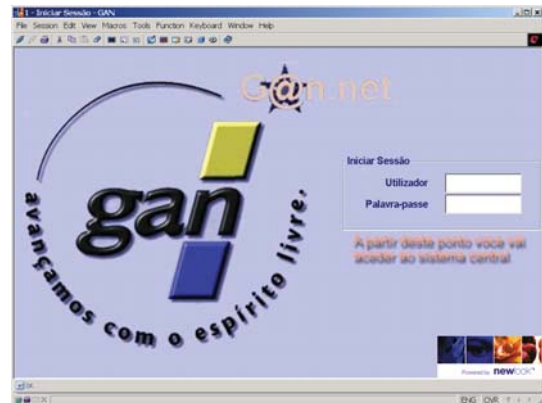 1 - Iniciar Sessão - GAN
File Session Edit View Macros Tools Function Keyboard Window Help
G@n.net
gan
avançamos com o espírito livre.
Iniciar Sessão
Utilizador
Palavra-passe
A partir deste ponto voce vai
aceder ao sistema central
Powered by newlook
ENG OVR